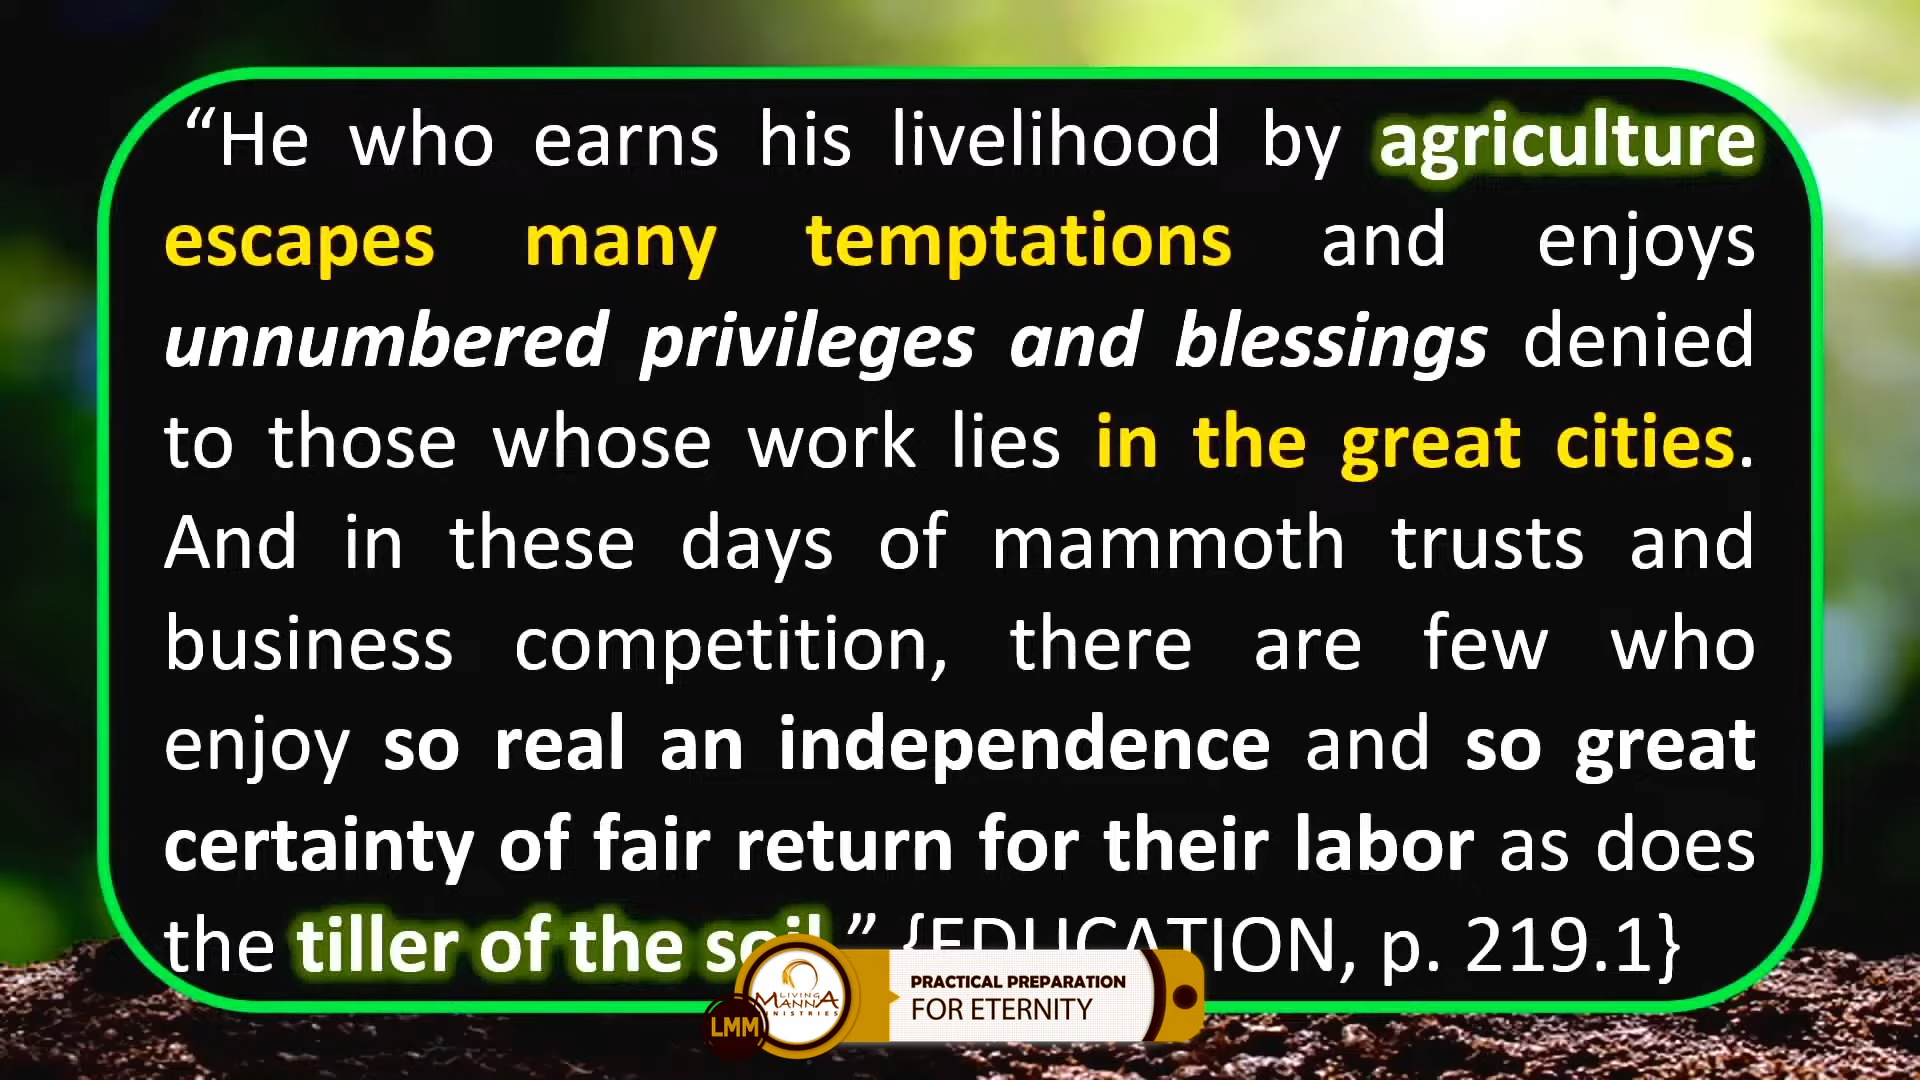 “He who earns his livelihood by agriculture
escapes many temptations and enjoys
unnumbered privileges and blessings denied
to those whose work lies in the great cities.
And in these days of mammoth trusts and
business competition, there are few who
enjoy so real an independence and so great
certainty of fair return for their labor as does
the tiller of the soil.” {EDUCATION, p. 219.1}
PRACTICAL PREPARATION
FOR ETERNITY
LIVING
MANNA
MINISTRIES
LMM